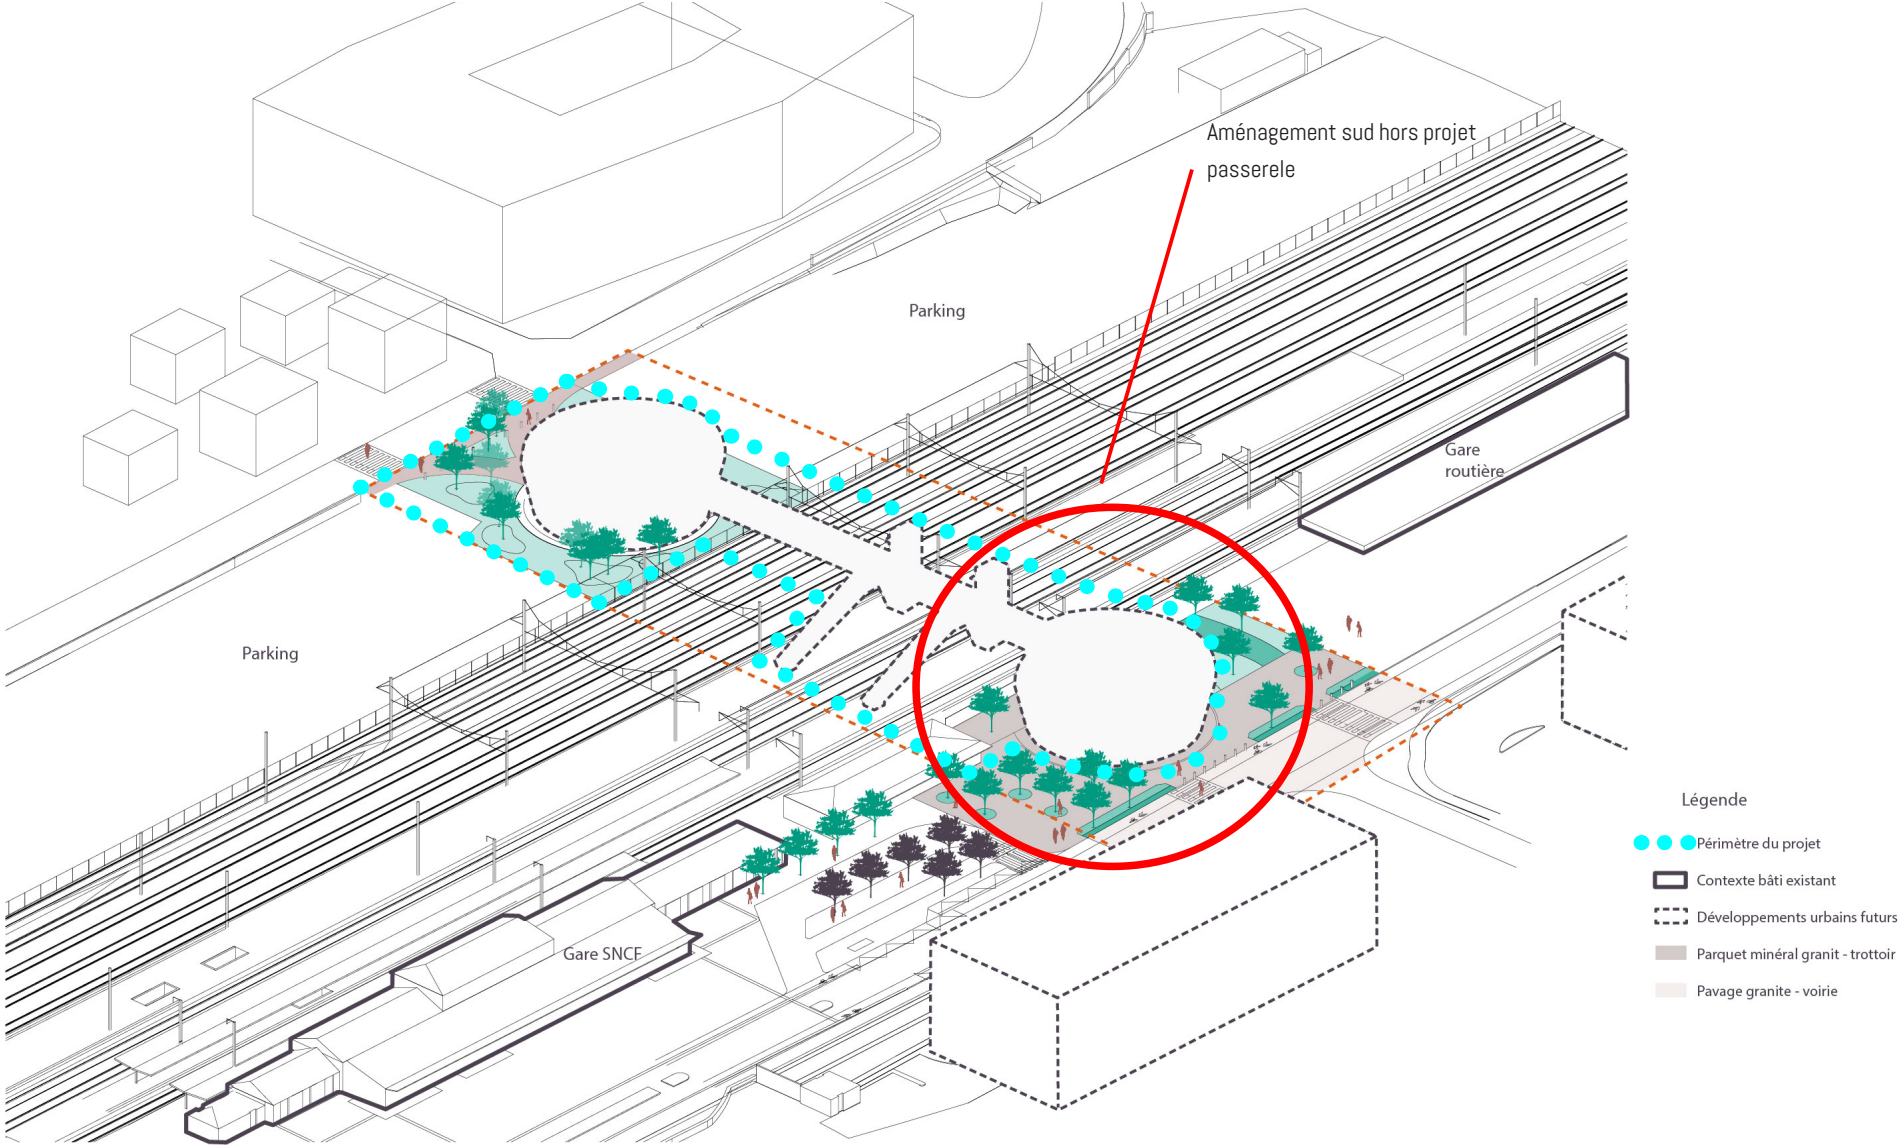 Aménagement sud hors projet
passerele
Parking
Gare
routière
Parking
Gare SNCF
Légende
Périmètre du projet
Contexte bâti existant
Développements urbains futurs
Parquet minéral granit - trottoir
Pavage granite - voirie